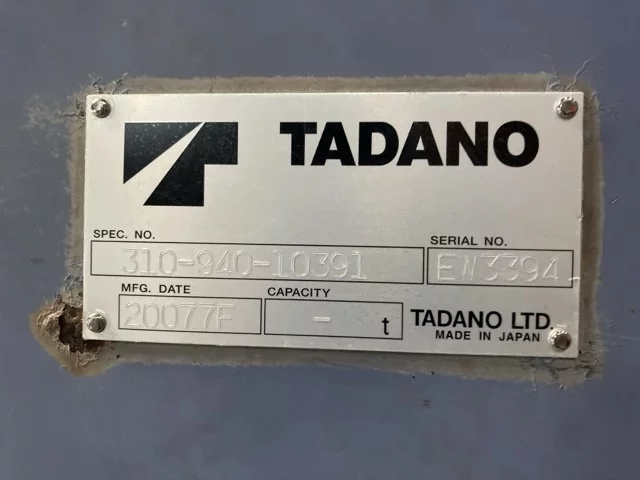 TADANO
SPEC. NO.
310-940-10391
SERIAL NO.
EW3394
MFG. DATE
20077F
CAPACITY
- t
TADANO LTD.
MADE IN JAPAN